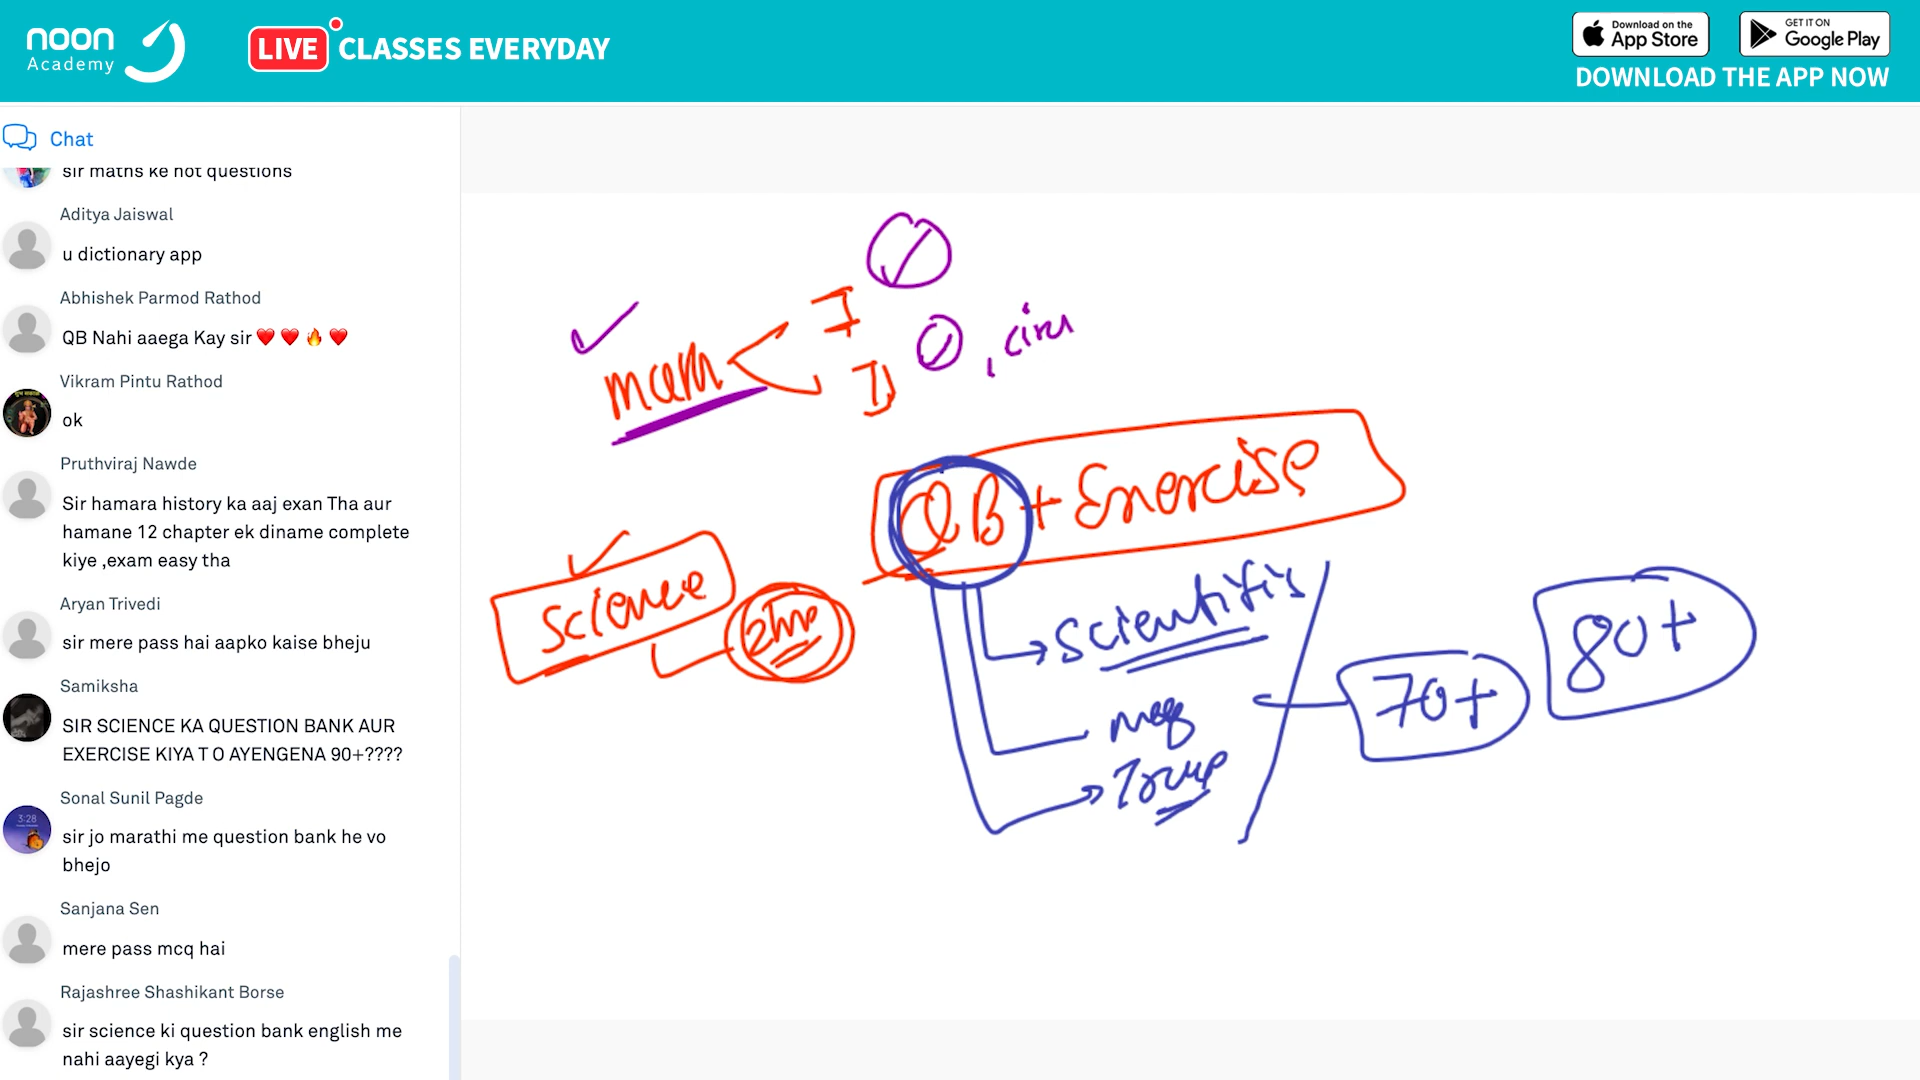 noon
Academy
LIVE CLASSES EVERYDAY
Download on the
App Store
GET IT ON
Google Play
DOWNLOAD THE APP NOW
Chat
sir maths ke hot questions
Aditya Jaiswal
u dictionary app
Abhishek Parmod Rathod
QB Nahi aaega Kay sir ❤️ ❤️ 🔥 ❤️
Vikram Pintu Rathod
ok
Pruthviraj Nawde
Sir hamara history ka aaj exan Tha aur
hamane 12 chapter ek diname complete
kiye ,exam easy tha
Aryan Trivedi
sir mere pass hai aapko kaise bheju
Samiksha
SIR SCIENCE KA QUESTION BANK AUR
EXERCISE KIYA T O AYENGENA 90+????
Sonal Sunil Pagde
3:28
sir jo marathi me question bank he vo
bhejo
Sanjana Sen
mere pass mcq hai
Rajashree Shashikant Borse
sir science ki question bank english me
nahi aayegi kya ?
I
II
QB + Exercise
Science
2hrs
80+
70+
mcq
True